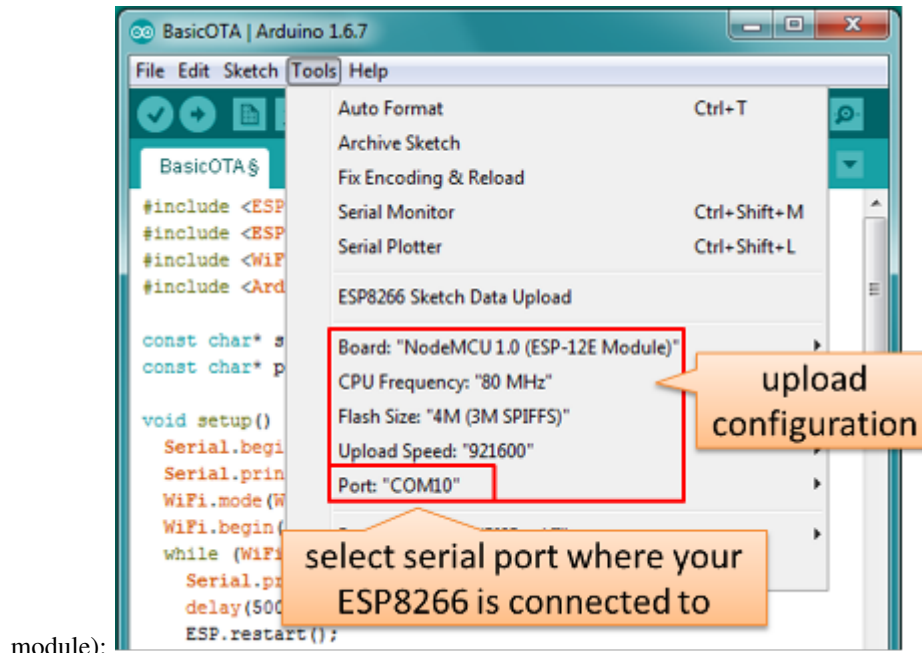 BasicOTA | Arduino 1.6.7
File Edit Sketch Tools Help
Auto Format Ctrl+T
Archive Sketch
Fix Encoding & Reload
Serial Monitor Ctrl+Shift+M
Serial Plotter Ctrl+Shift+L
ESP8266 Sketch Data Upload
Board: "NodeMCU 1.0 (ESP-12E Module)"
CPU Frequency: "80 MHz"
Flash Size: "4M (3M SPIFFS)"
Upload Speed: "921600"
Port: "COM10"
upload
configuration
select serial port where your
ESP8266 is connected to
BasicOTA§
#include <ESP
#include <ESP
#include <WiF
#include <Ard
const char* s
const char* p
void setup()
Serial.begi
Serial.prin
WiFi.mode(W
WiFi.begin(
while (WiFi
Serial.pr
delay(500
ESP.restart();
module):